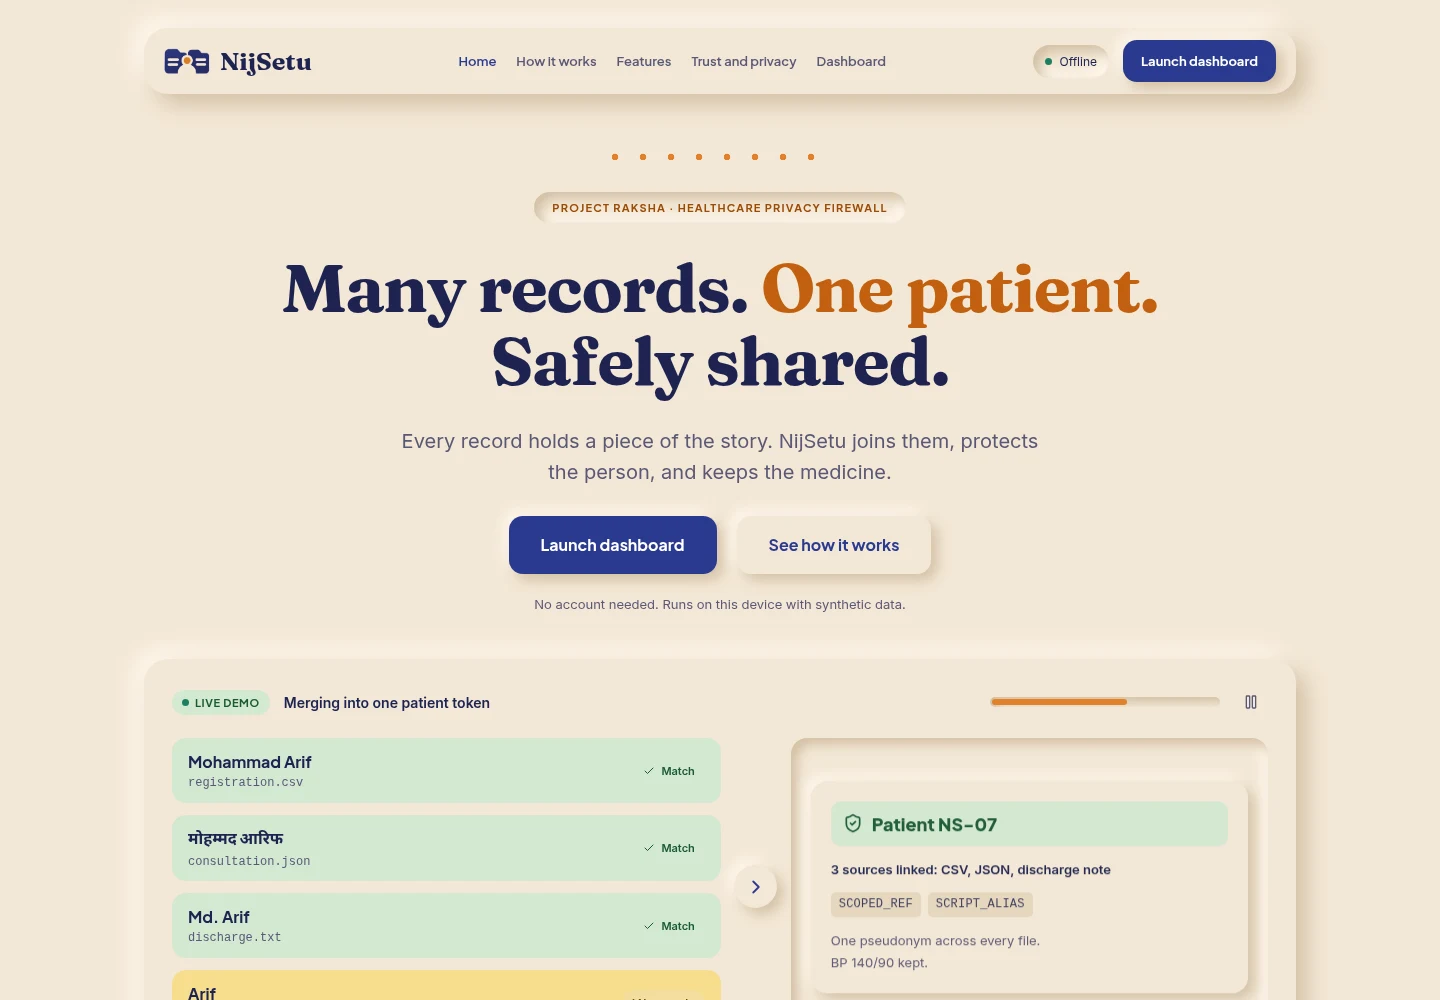 NijSetu
Home
How it works
Features
Trust and privacy
Dashboard
Offline
Launch dashboard
PROJECT RAKSHA · HEALTHCARE PRIVACY FIREWALL
Many records. One patient.
Safely shared.
Every record holds a piece of the story. NijSetu joins them, protects
the person, and keeps the medicine.
Launch dashboard
See how it works
No account needed. Runs on this device with synthetic data.
LIVE DEMO
Merging into one patient token
Mohammad Arif
registration.csv
Match
मोहम्मद आरिफ
consultation.json
Match
Md. Arif
discharge.txt
Match
Arif
Patient NS-07
3 sources linked: CSV, JSON, discharge note
SCOPED_REF
SCRIPT_ALIAS
One pseudonym across every file.
BP 140/90 kept.